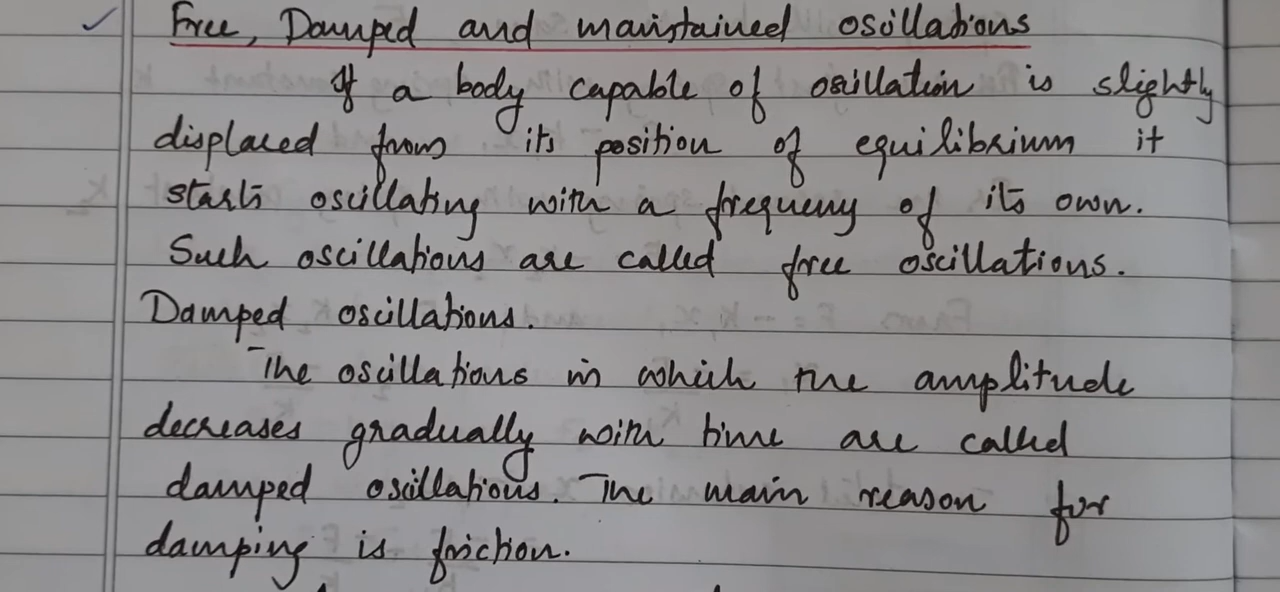 Free, Damped and maintained oscillations
If a body capable of oscillation is slightly
displaced from its position of equilibrium it
starts oscillating with a frequency of its own.
Such oscillations are called free oscillations.
Damped oscillations.
The oscillations in which the amplitude
decreases gradually with time are called
damped oscillations. The main reason for
damping is friction.